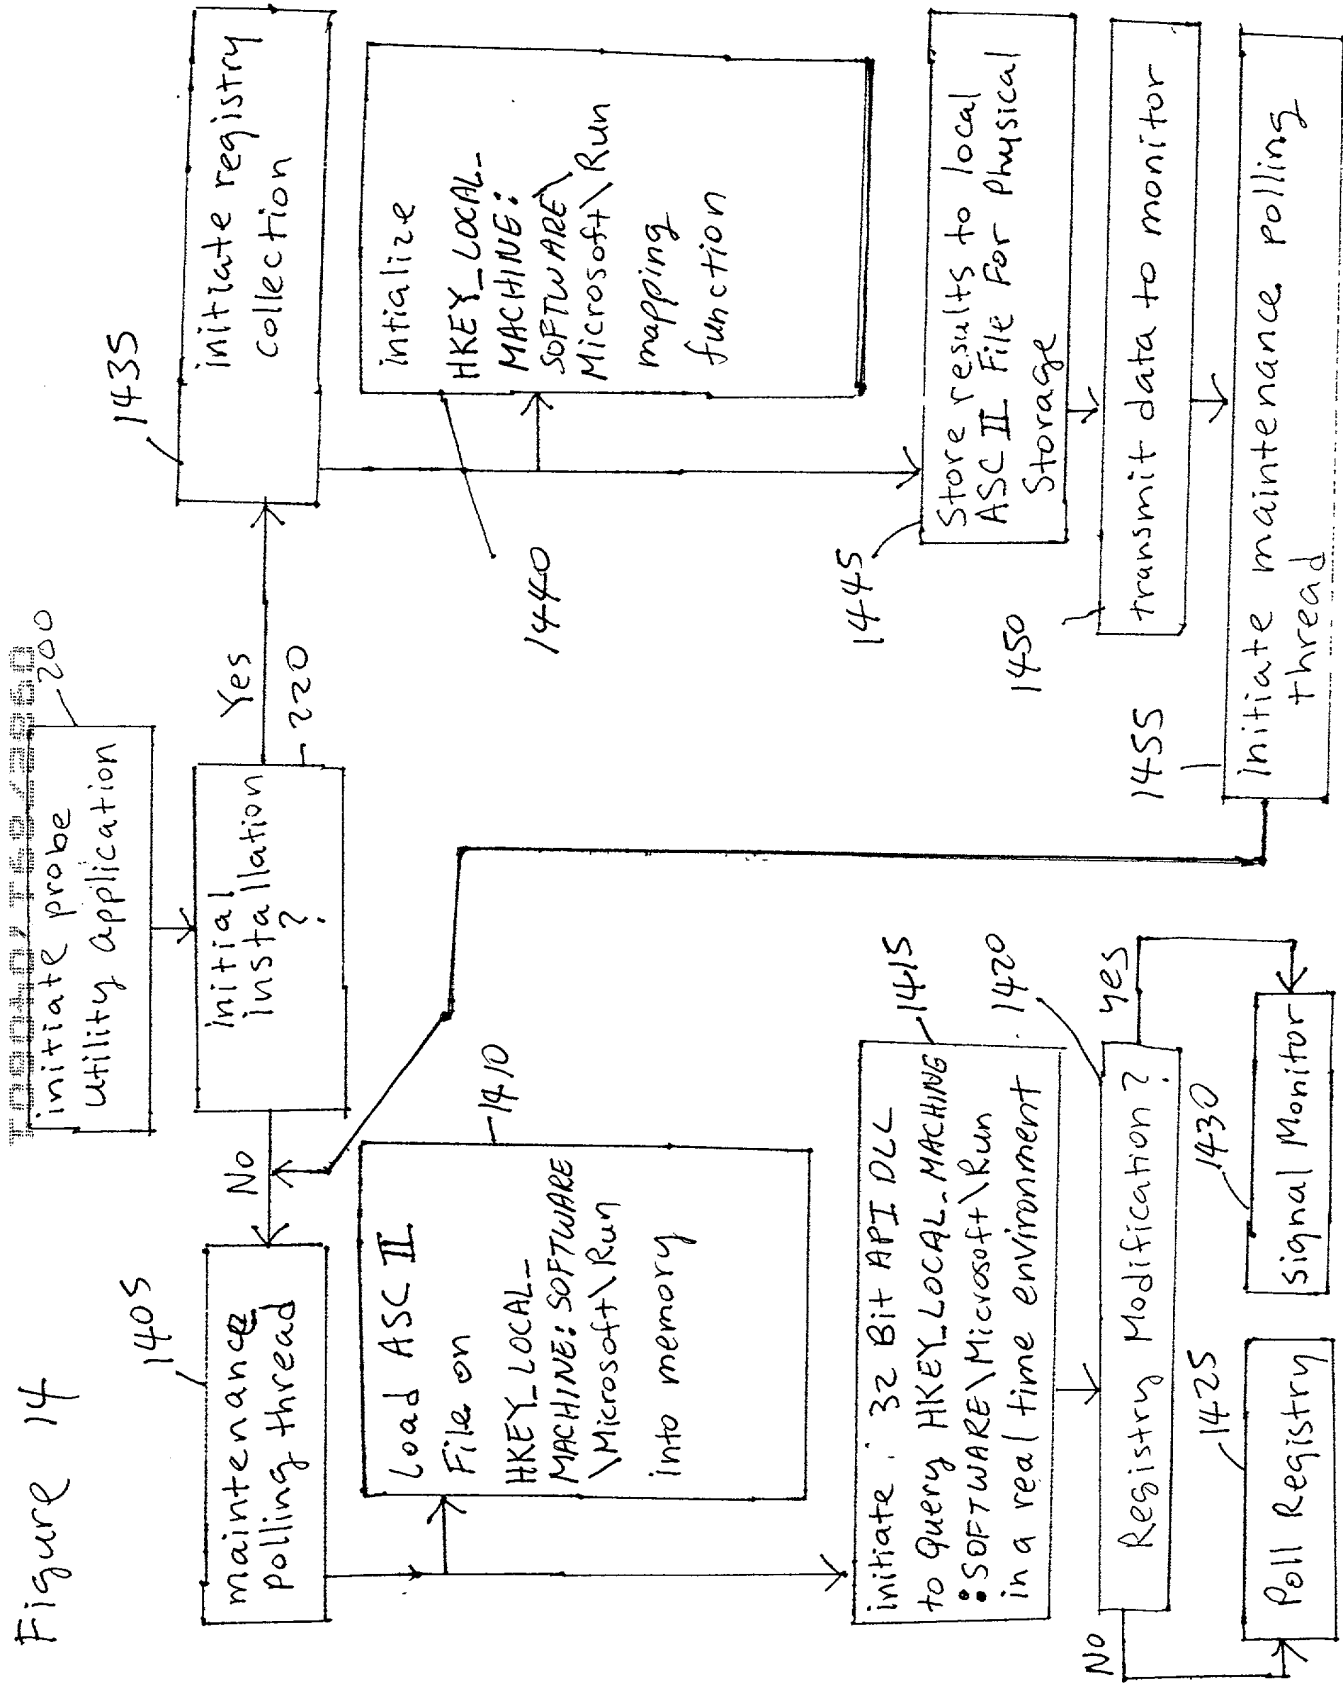 Figure 14
initiate probe
utility application
200
initial
installation
?
220
Yes
No
1405
maintenance
polling thread
1410
Load ASC II
File on
HKEY_LOCAL_
MACHINE: SOFTWARE
\Microsoft\Run
into memory
1415
initiate . 32 Bit API DLL
to Query HKEY_LOCAL_MACHING
:SOFTWARE\Microsoft\Run
in a real time environment
1420
Registry Modification?
No
yes
1425
Poll Registry
1430
signal Monitor
1435
initiate registry
collection
1440
intialize
HKEY_LOCAL_
MACHINE:
SOFTWARE\
Microsoft\Run
mapping
function
1445
Store results to local
ASC II File For Physical
Storage
1450
transmit data to monitor
1455
Initiate maintenance polling
thread